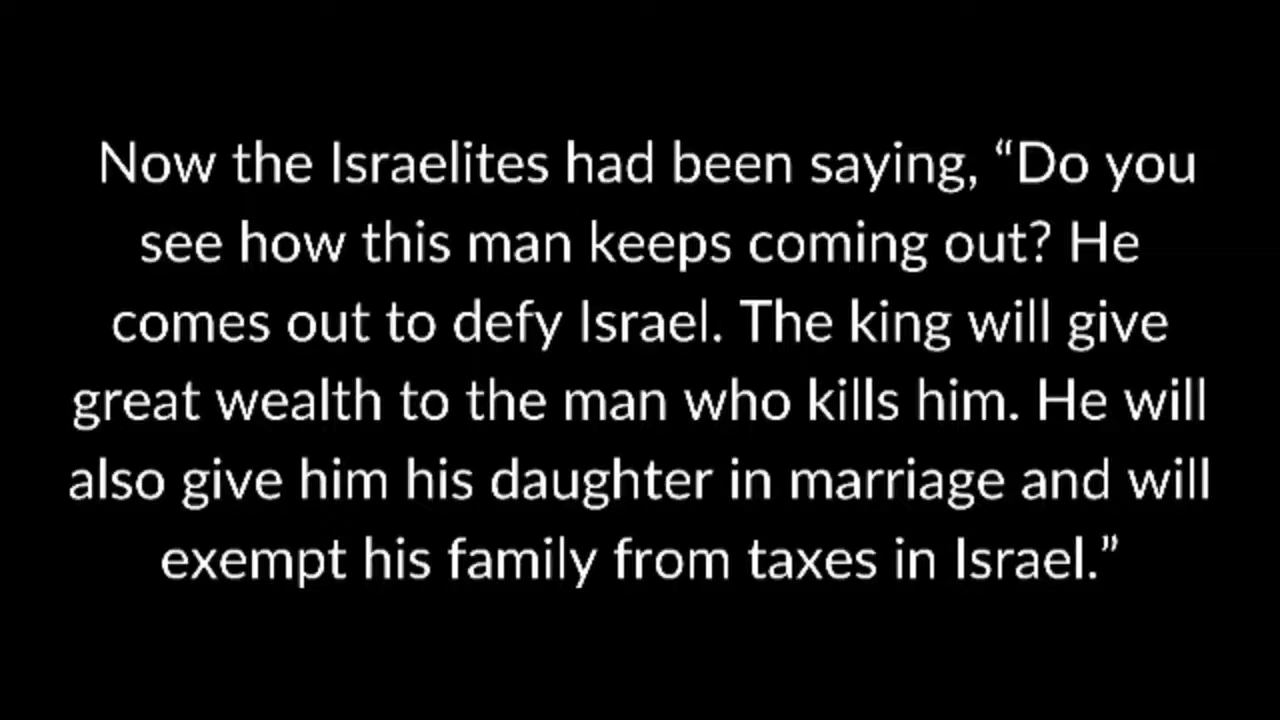 Now the Israelites had been saying, “Do you
see how this man keeps coming out? He
comes out to defy Israel. The king will give
great wealth to the man who kills him. He will
also give him his daughter in marriage and will
exempt his family from taxes in Israel.”